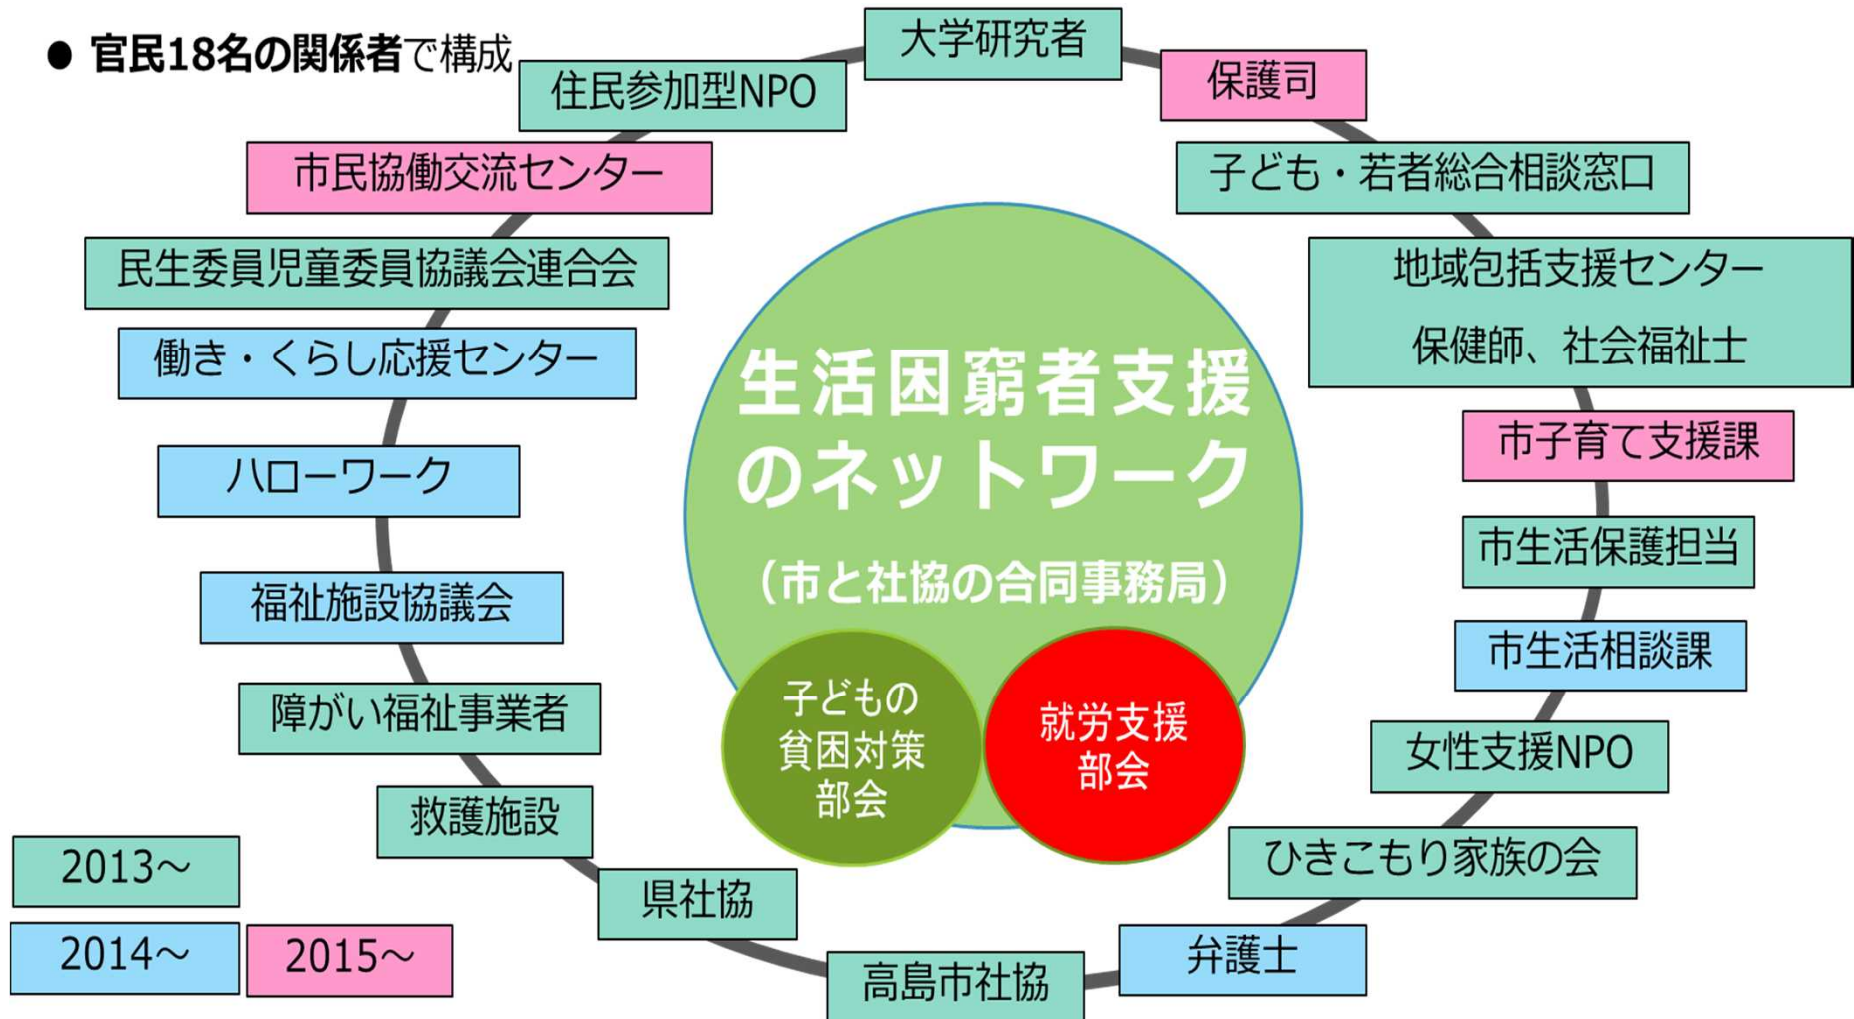 ● 官民18名の関係者で構成
大学研究者
住民参加型NPO
保護司
市民協働交流センター
子ども・若者総合相談窓口
民生委員児童委員協議会連合会
地域包括支援センター
保健師、社会福祉士
働き・くらし応援センター
生活困窮者支援
のネットワーク
（市と社協の合同事務局）
市子育て支援課
ハローワーク
市生活保護担当
福祉施設協議会
市生活相談課
子どもの
貧困対策
部会
就労支援
部会
障がい福祉事業者
女性支援NPO
救護施設
ひきこもり家族の会
県社協
弁護士
高島市社協
2013～
2014～
2015～